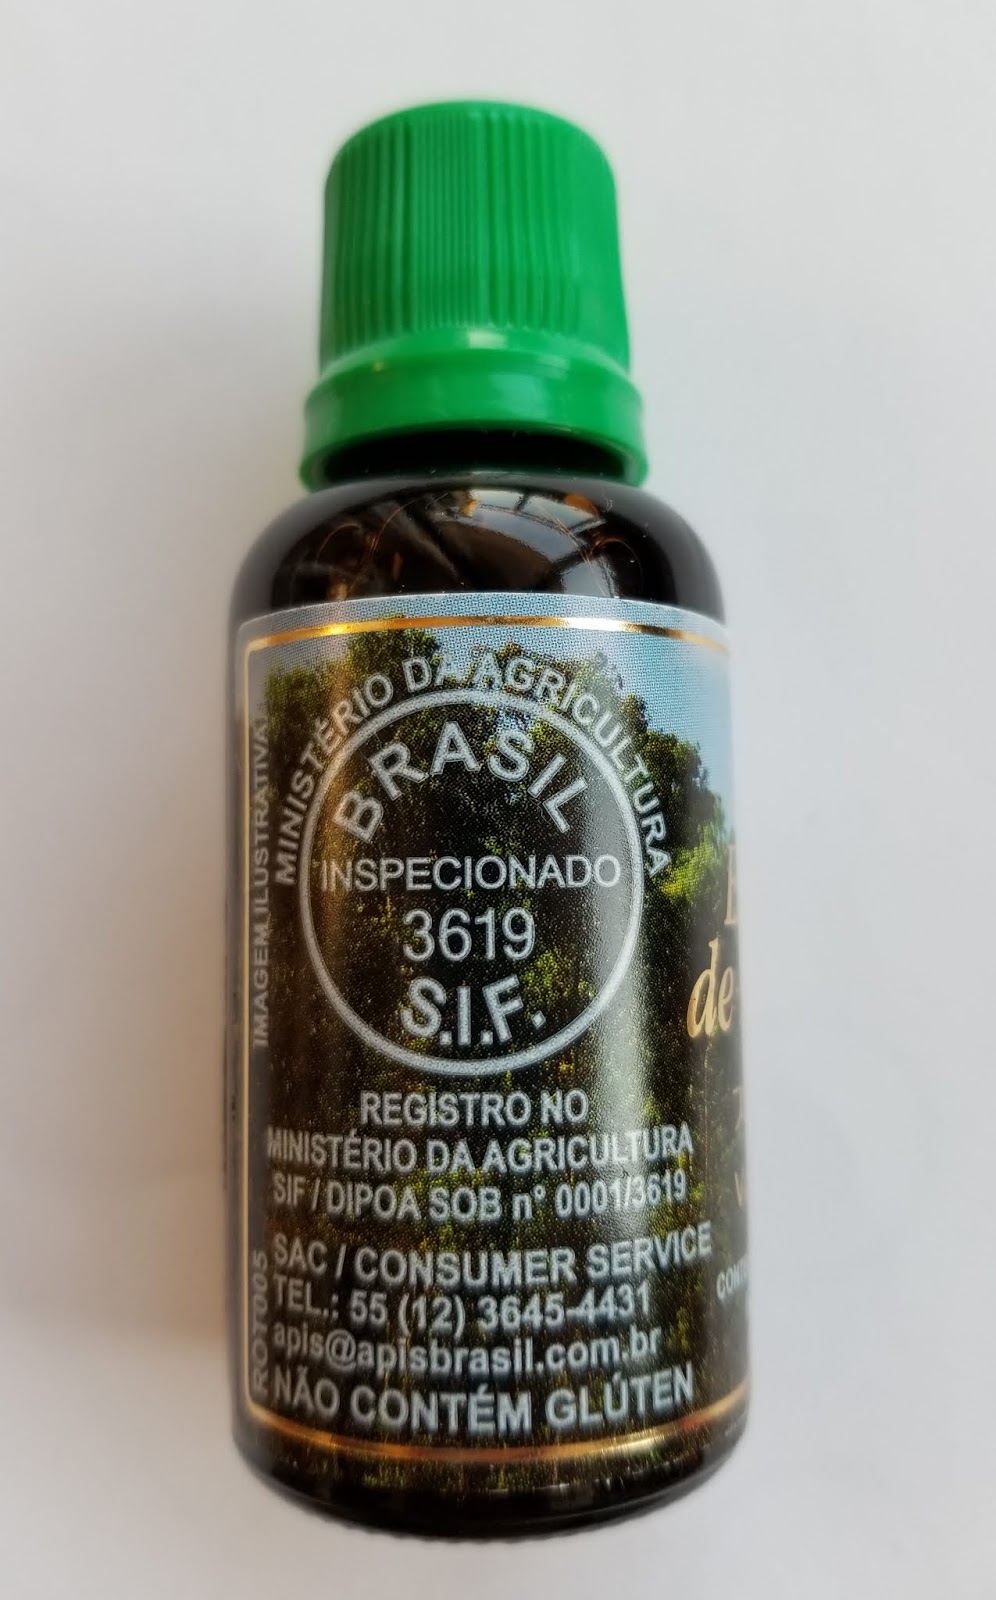 MINISTÉRIO DA AGRICULTURA
BRASIL
INSPECIONADO
3619
S.I.F.
REGISTRO NO
MINISTÉRIO DA AGRICULTURA
SIF / DIPOA SOB n° 0001/3619
SAC / CONSUMER SERVICE
TEL.: 55 (12) 3645-4431
apis@apisbrasil.com.br
NÃO CONTÉM GLÚTEN
IMAGEM ILUSTRATIVA
ROT005
de